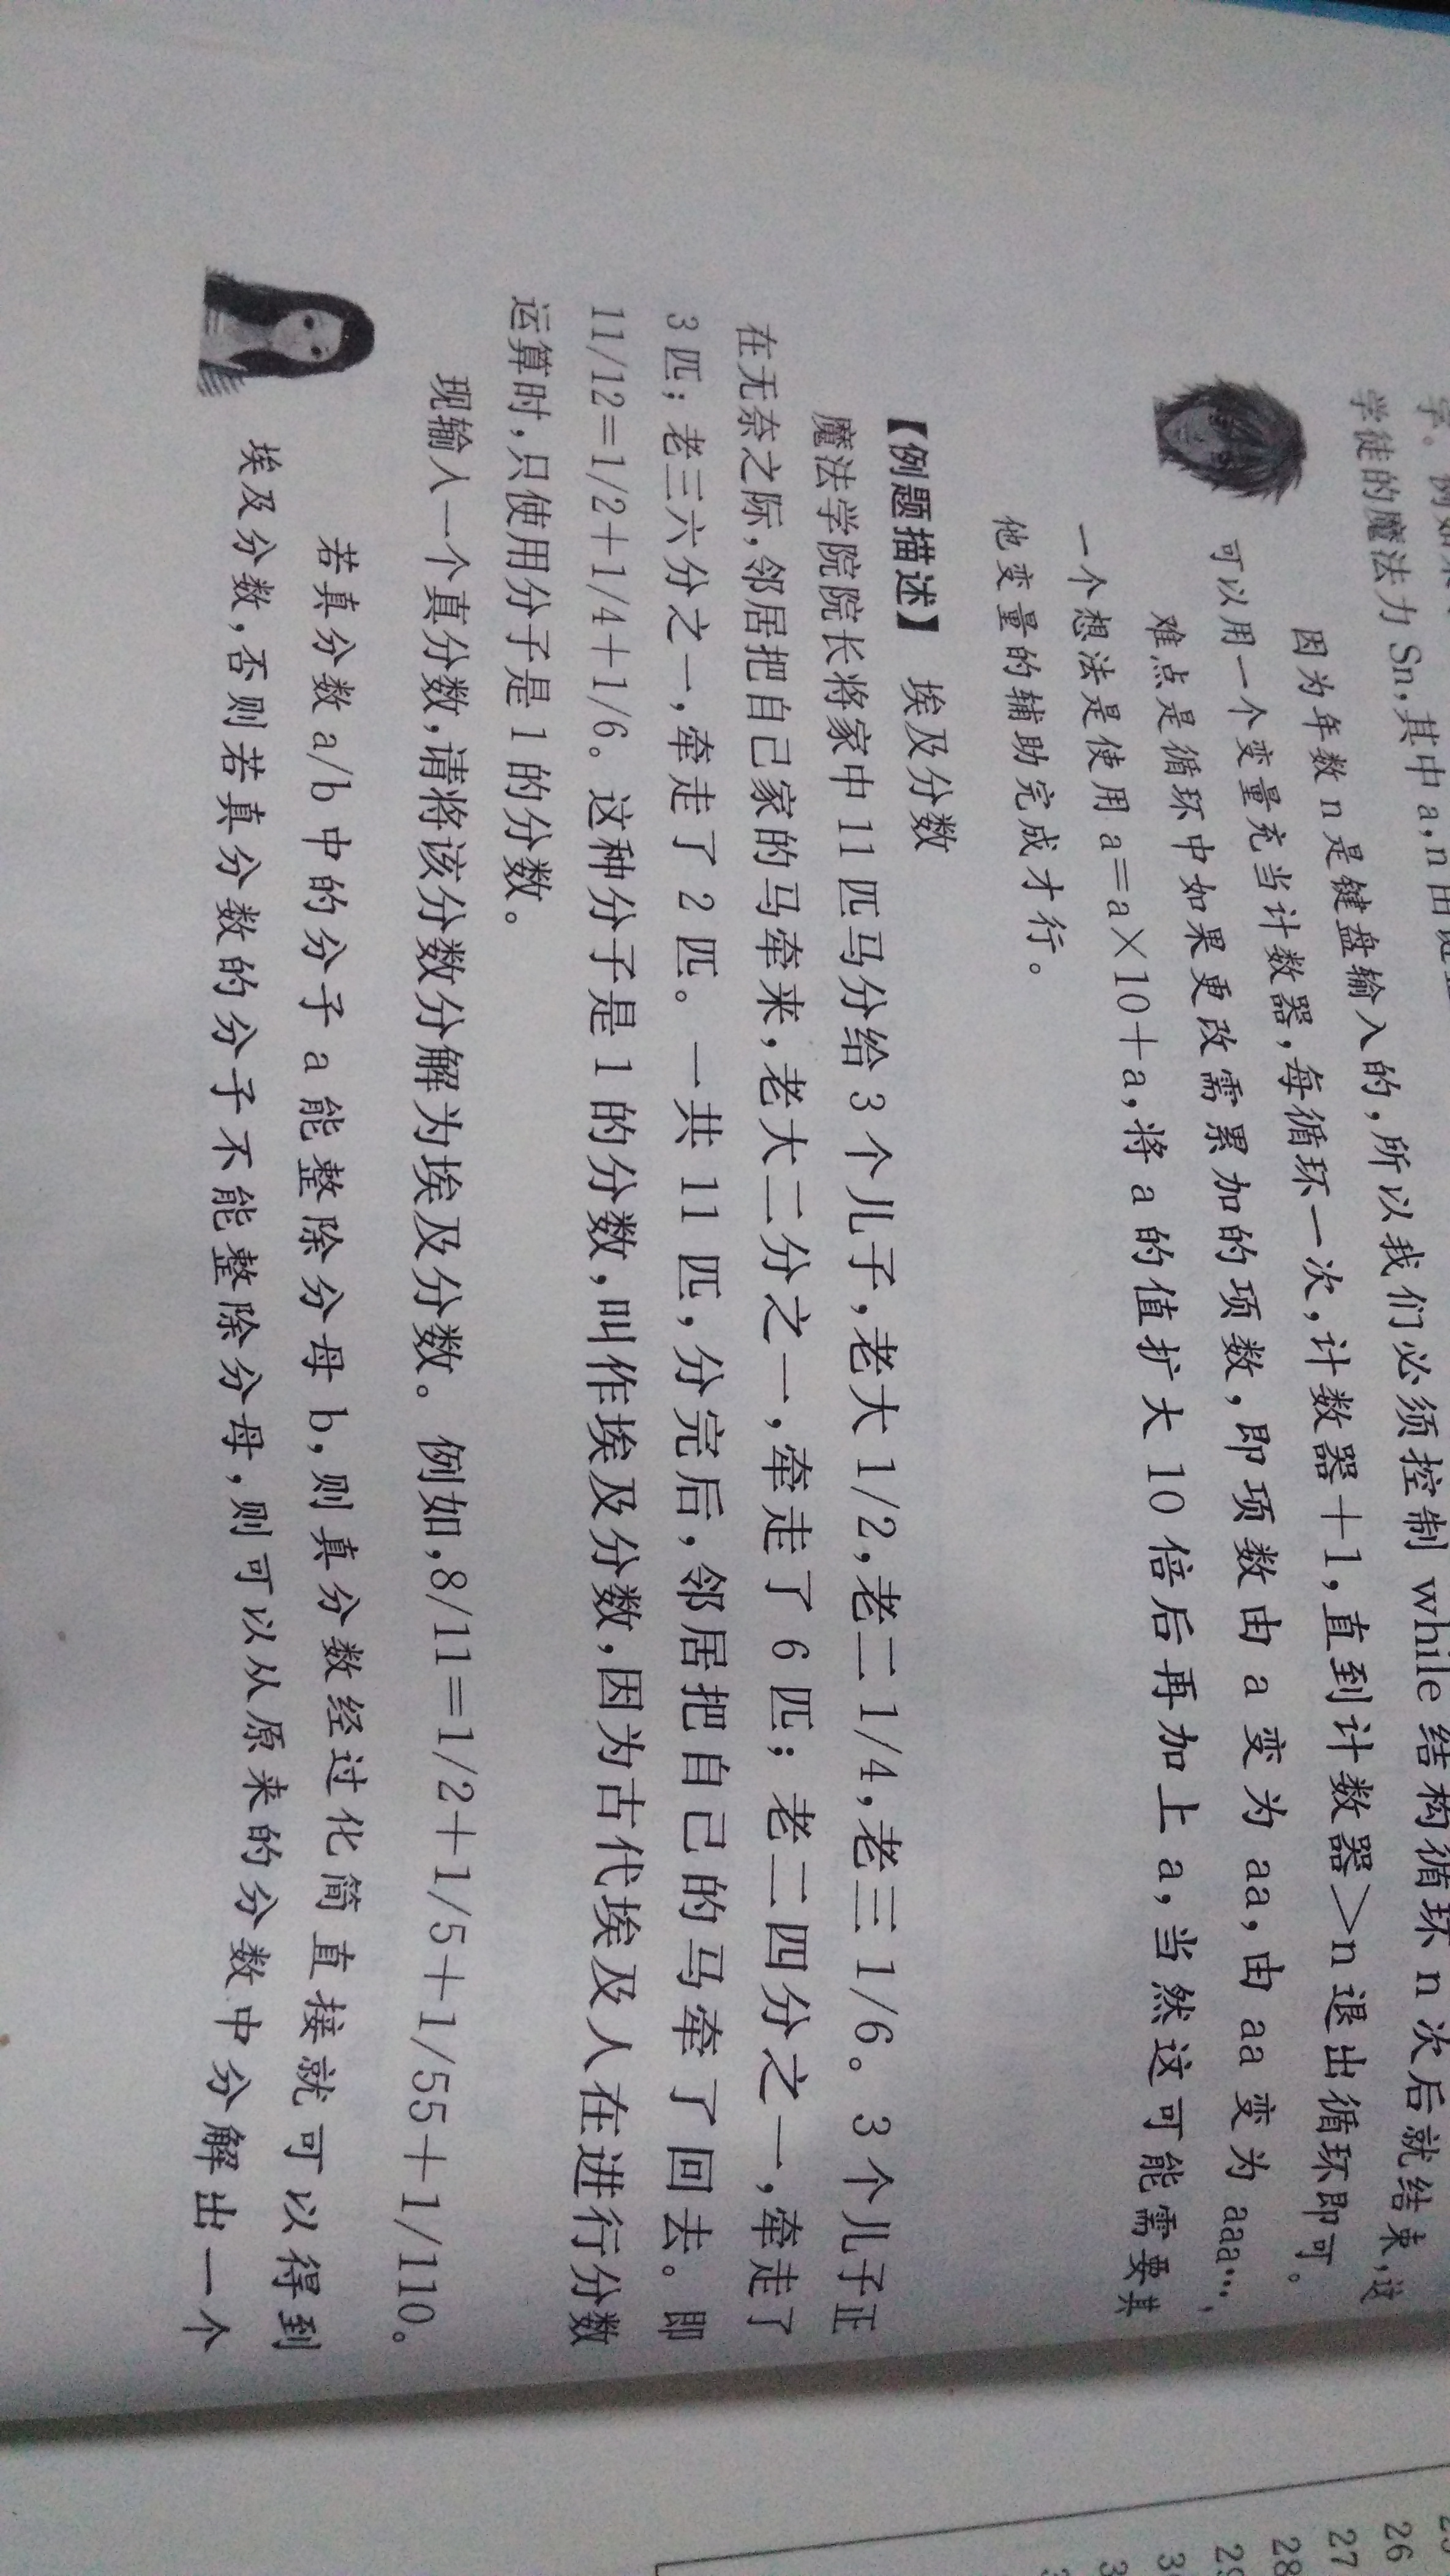 学徒的魔法力 Sn,其中 a,n 由
因为年数 n 是键盘输入的,所以我们必须控制 while 结构循环 n 次后就结束,这
可以用一个变量充当计数器,每循环一次,计数器+1,直到计数器>n 退出循环即可。
难点是循环中如果更改需累加的项数,即项数由 a 变为 aa,由 aa 变为 aaa…,
一个想法是使用 a=a×10+a,将 a 的值扩大 10 倍后再加上 a,当然这可能需要其
他变量的辅助完成才行。
【例题描述】 埃及分数
魔法学院院长将家中 11 匹马分给 3 个儿子,老大 1/2,老二 1/4,老三 1/6。3 个儿子正
在无奈之际,邻居把自己家的马牵来,老大二分之一,牵走了 6 匹;老二四分之一,牵走了
3 匹;老三六分之一,牵走了 2 匹。一共 11 匹,分完后,邻居把自己的马牵了回去。即
11/12=1/2+1/4+1/6。这种分子是 1 的分数,叫作埃及分数,因为古代埃及人在进行分数
运算时,只使用分子是 1 的分数。
现输入一个真分数,请将该分数分解为埃及分数。例如,8/11=1/2+1/5+1/55+1/110。
若真分数 a/b 中的分子 a 能整除分母 b,则真分数经过化简直接就可以得到
埃及分数,否则若真分数的分子不能整除分母,则可以从原来的分数中分解出一个
26
27
28